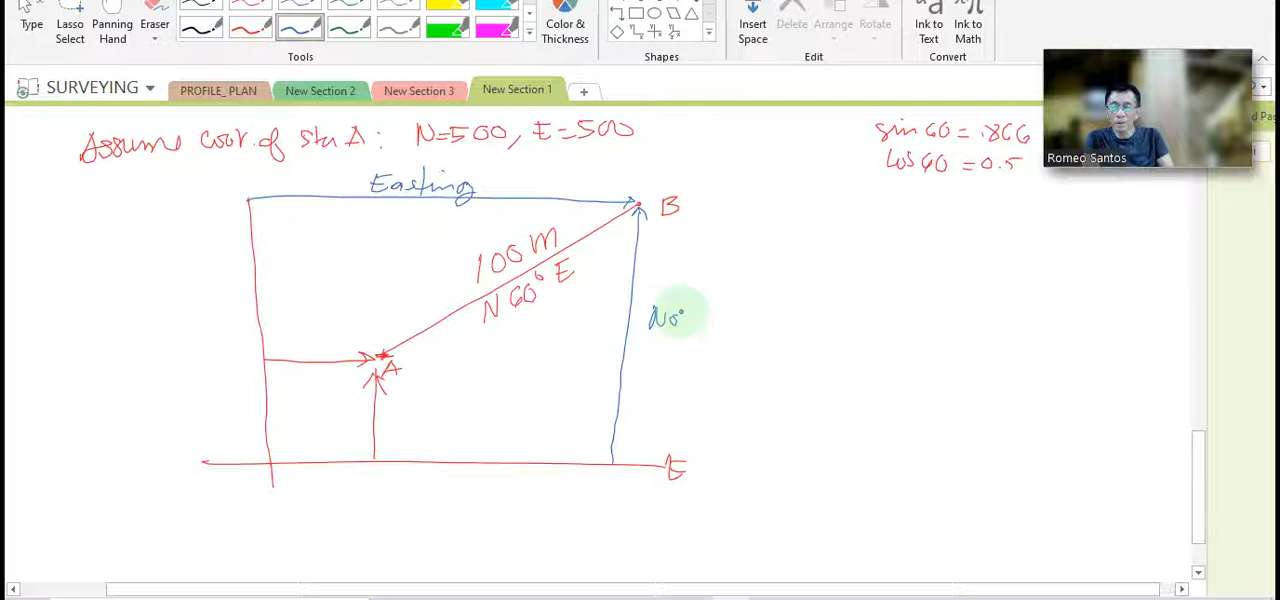 Type
Lasso Select
Panning Hand
Eraser
Color & Thickness
Insert Space
Delete
Arrange
Rotate
Ink to Text
Ink to Math
Tools
Shapes
Edit
Convert
SURVEYING
PROFILE_PLAN
New Section 2
New Section 3
New Section 1
Romeo Santos
Assume coor. of sta A: N=500, E=500
sin 60 = .866
cos 60 = 0.5
Easting
B
100 m
N 60° E
No
A
E